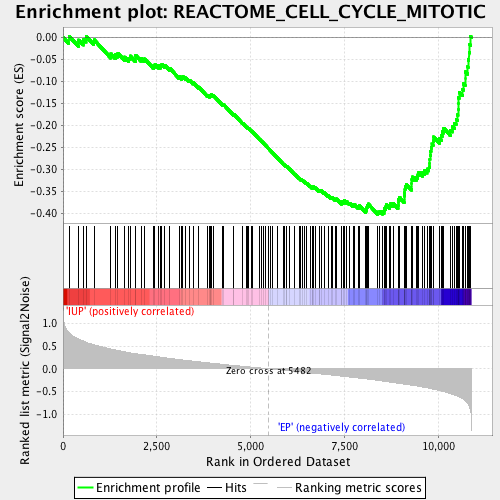 Enrichment plot: REACTOME_CELL_CYCLE_MITOTIC
Enrichment score (ES)
0.00
-0.05
-0.10
-0.15
-0.20
-0.25
-0.30
-0.35
-0.40
'IUP' (positively correlated)
Ranked list metric (Signal2Noise)
1.0
0.5
0.0
-0.5
-1.0
Zero cross at 5482
'EP' (negatively correlated)
0
2,500
5,000
7,500
10,000
Rank in Ordered Dataset
Enrichment profile
Hits
Ranking metric scores